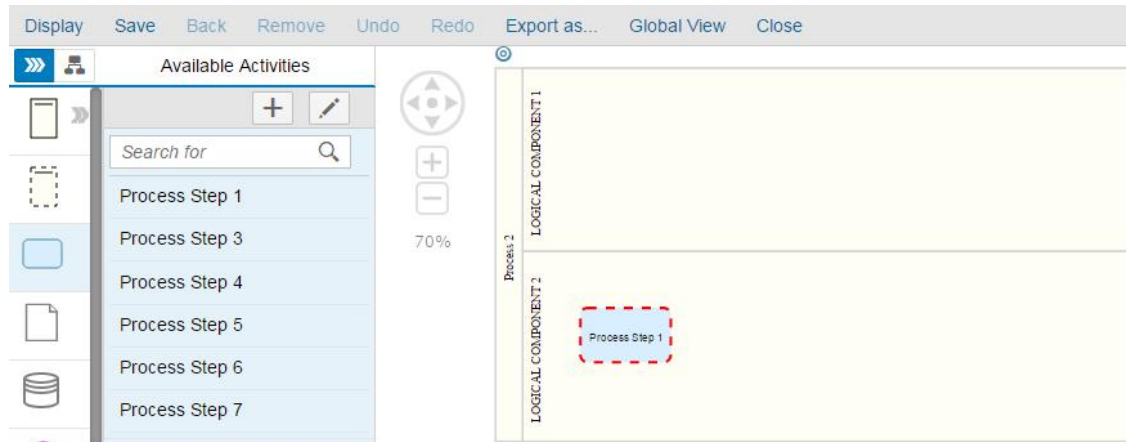 Display Save Back Remove Undo Redo Export as... Global View Close
Available Activities
Search for
Process Step 1
Process Step 3
Process Step 4
Process Step 5
Process Step 6
Process Step 7
70%
Process 2
LOGICAL COMPONENT 1
LOGICAL COMPONENT 2
Process Step 1